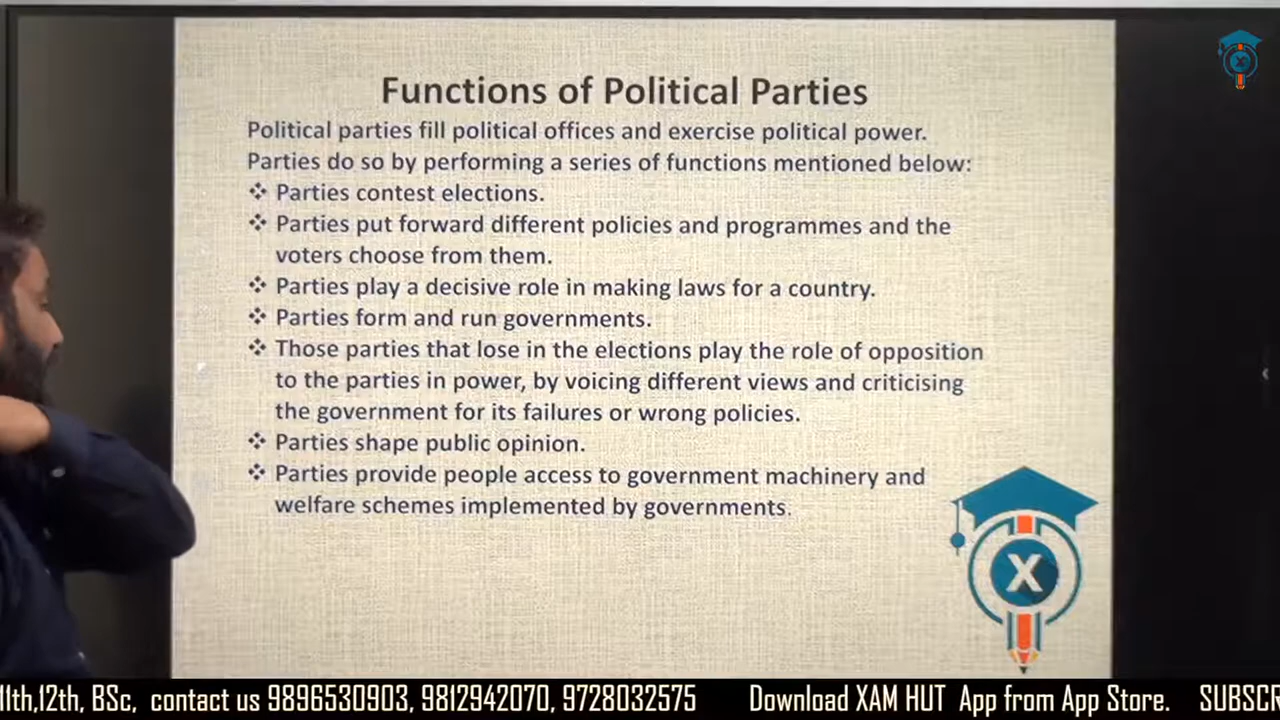 Functions of Political Parties
Political parties fill political offices and exercise political power.
Parties do so by performing a series of functions mentioned below:
❖ Parties contest elections.
❖ Parties put forward different policies and programmes and the
voters choose from them.
❖ Parties play a decisive role in making laws for a country.
❖ Parties form and run governments.
❖ Those parties that lose in the elections play the role of opposition
to the parties in power, by voicing different views and criticising
the government for its failures or wrong policies.
❖ Parties shape public opinion.
❖ Parties provide people access to government machinery and
welfare schemes implemented by governments.
X
X
11th,12th, BSc, contact us 9896530903, 9812942070, 9728032575 Download XAM HUT App from App Store. SUBSCR